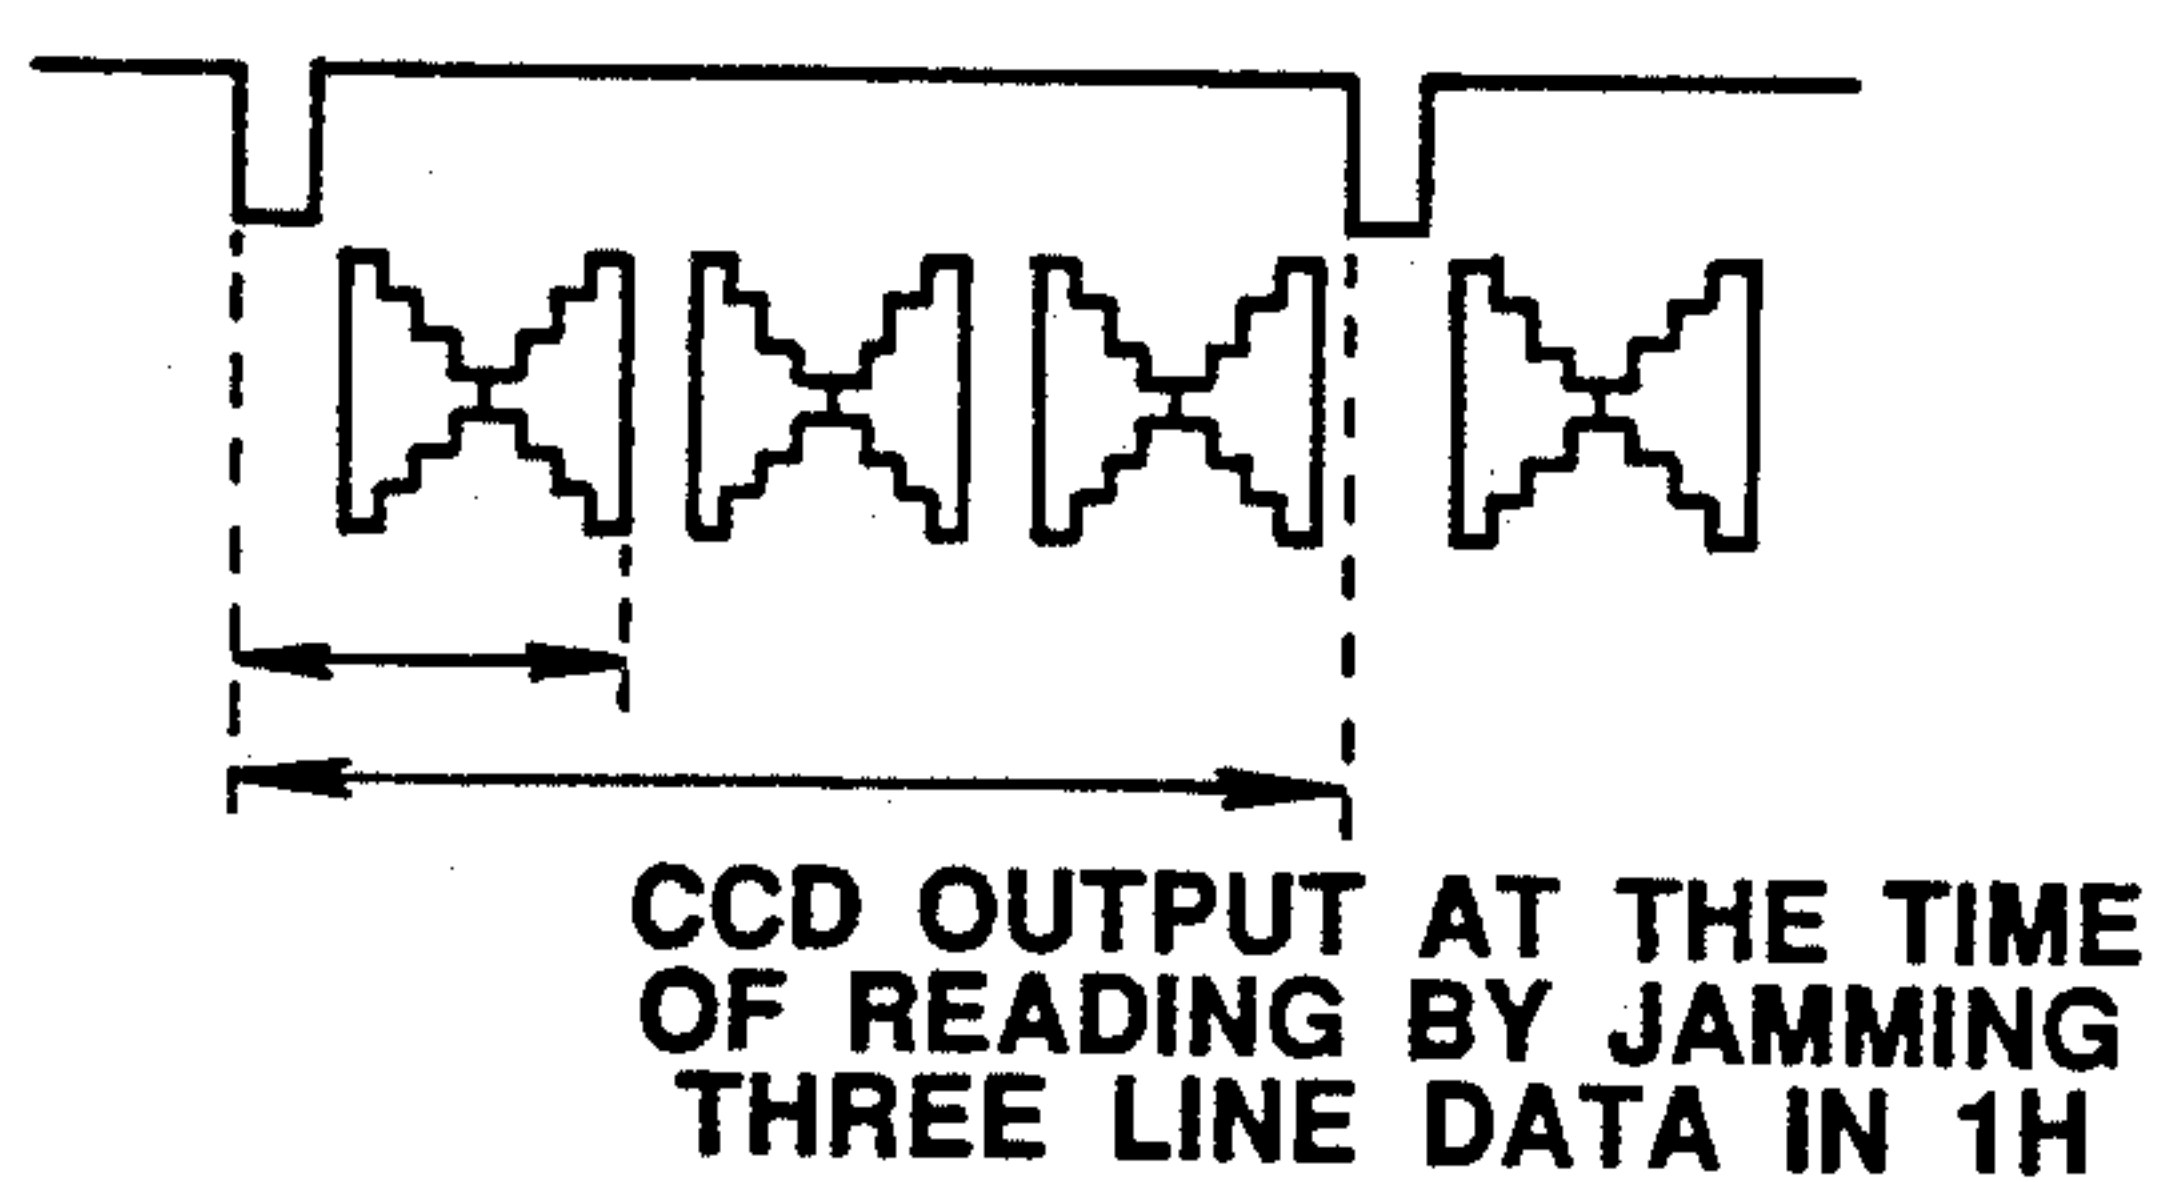 CCD OUTPUT AT THE TIME
OF READING BY JAMMING
THREE LINE DATA IN 1H